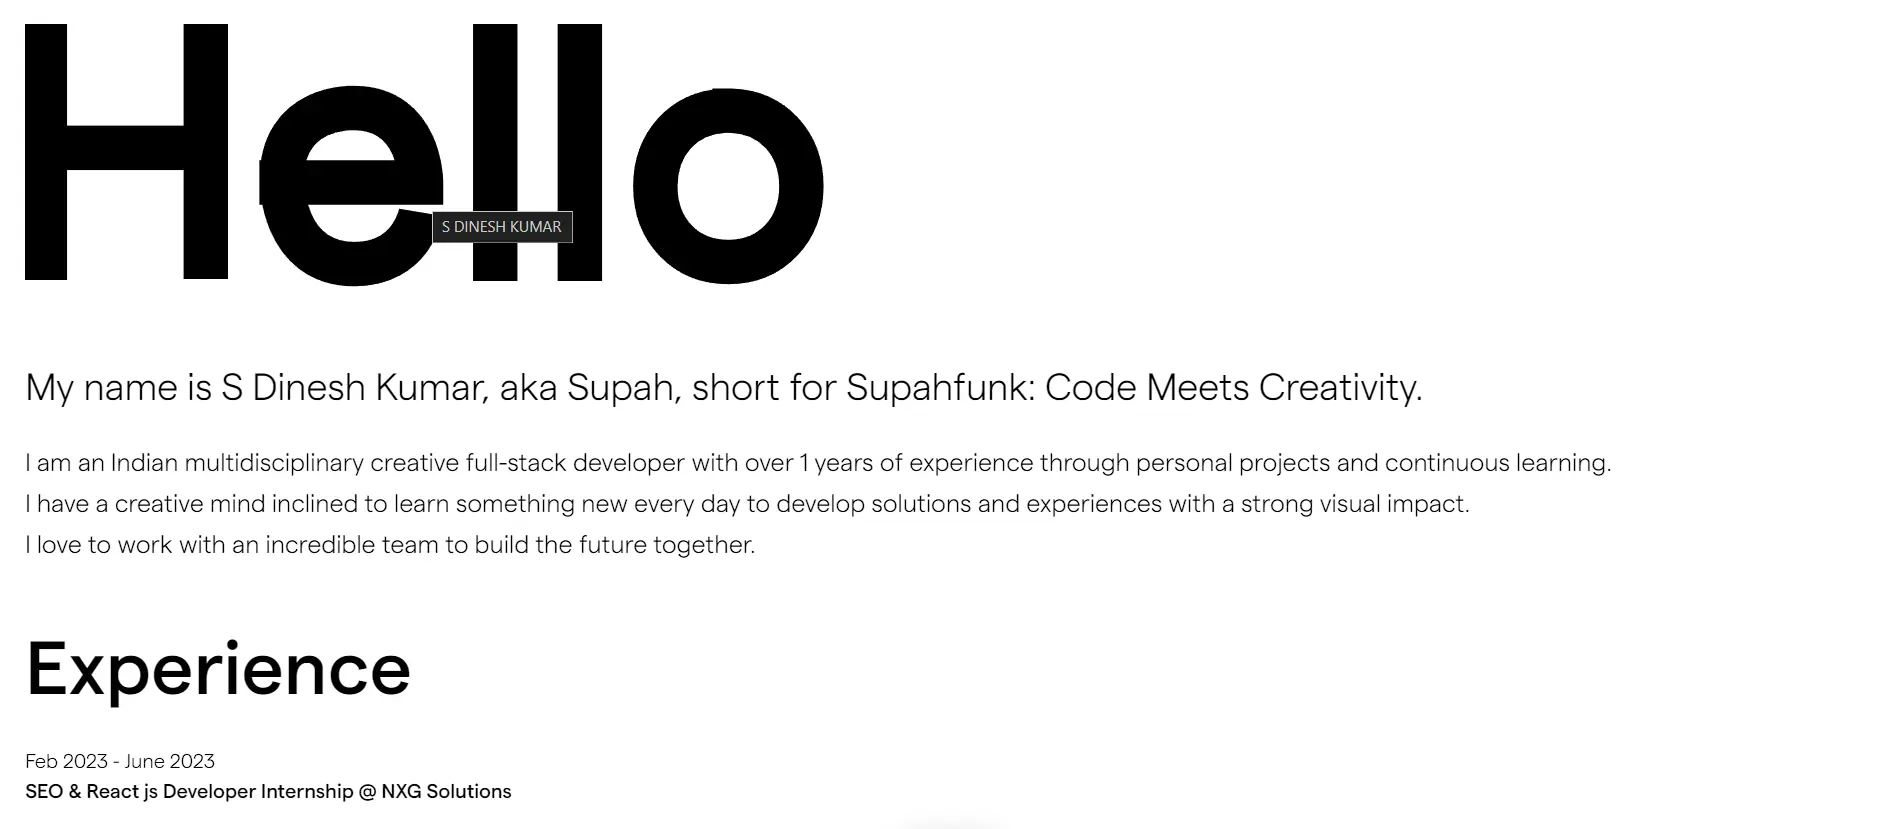 Hello
S DINESH KUMAR
My name is S Dinesh Kumar, aka Supah, short for Supahfunk: Code Meets Creativity.
I am an Indian multidisciplinary creative full-stack developer with over 1 years of experience through personal projects and continuous learning.
I have a creative mind inclined to learn something new every day to develop solutions and experiences with a strong visual impact.
I love to work with an incredible team to build the future together.
Experience
Feb 2023 - June 2023
SEO & React js Developer Internship @ NXG Solutions